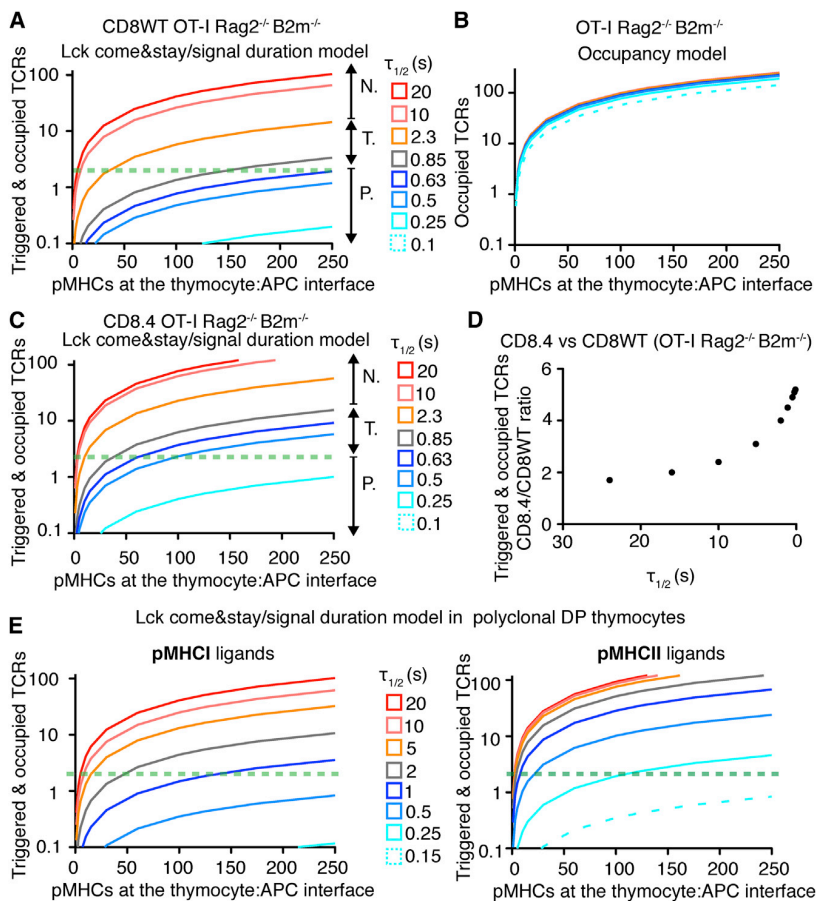 A
CD8WT OT-I Rag2-/- B2m-/-
Lck come&stay/signal duration model
Triggered & occupied TCRs
100
10
1
0.1
0
50
100
150
200
250
pMHCs at the thymocyte:APC interface
N.
T.
P.
τ1/2 (s)
20
10
2.3
0.85
0.63
0.5
0.25
0.1
B
OT-I Rag2-/- B2m-/-
Occupancy model
Occupied TCRs
100
10
1
0.1
0
50
100
150
200
250
pMHCs at the thymocyte:APC interface
C
CD8.4 OT-I Rag2-/- B2m-/-
Lck come&stay/signal duration model
Triggered & occupied TCRs
100
10
1
0.1
0
50
100
150
200
250
pMHCs at the thymocyte:APC interface
N.
T.
P.
τ1/2 (s)
20
10
2.3
0.85
0.63
0.5
0.25
0.1
D
CD8.4 vs CD8WT (OT-I Rag2-/- B2m-/-)
Triggered & occupied TCRs
CD8.4/CD8WT ratio
6
4
2
0
30
20
10
0
τ1/2 (s)
Lck come&stay/signal duration model in polyclonal DP thymocytes
E
pMHCI ligands
Triggered & occupied TCRs
100
10
1
0.1
0
50
100
150
200
250
pMHCs at the thymocyte:APC interface
τ1/2 (s)
20
10
5
2
1
0.5
0.25
0.15
pMHCII ligands
Triggered & occupied TCRs
100
10
1
0.1
0
50
100
150
200
250
pMHCs at the thymocyte:APC interface